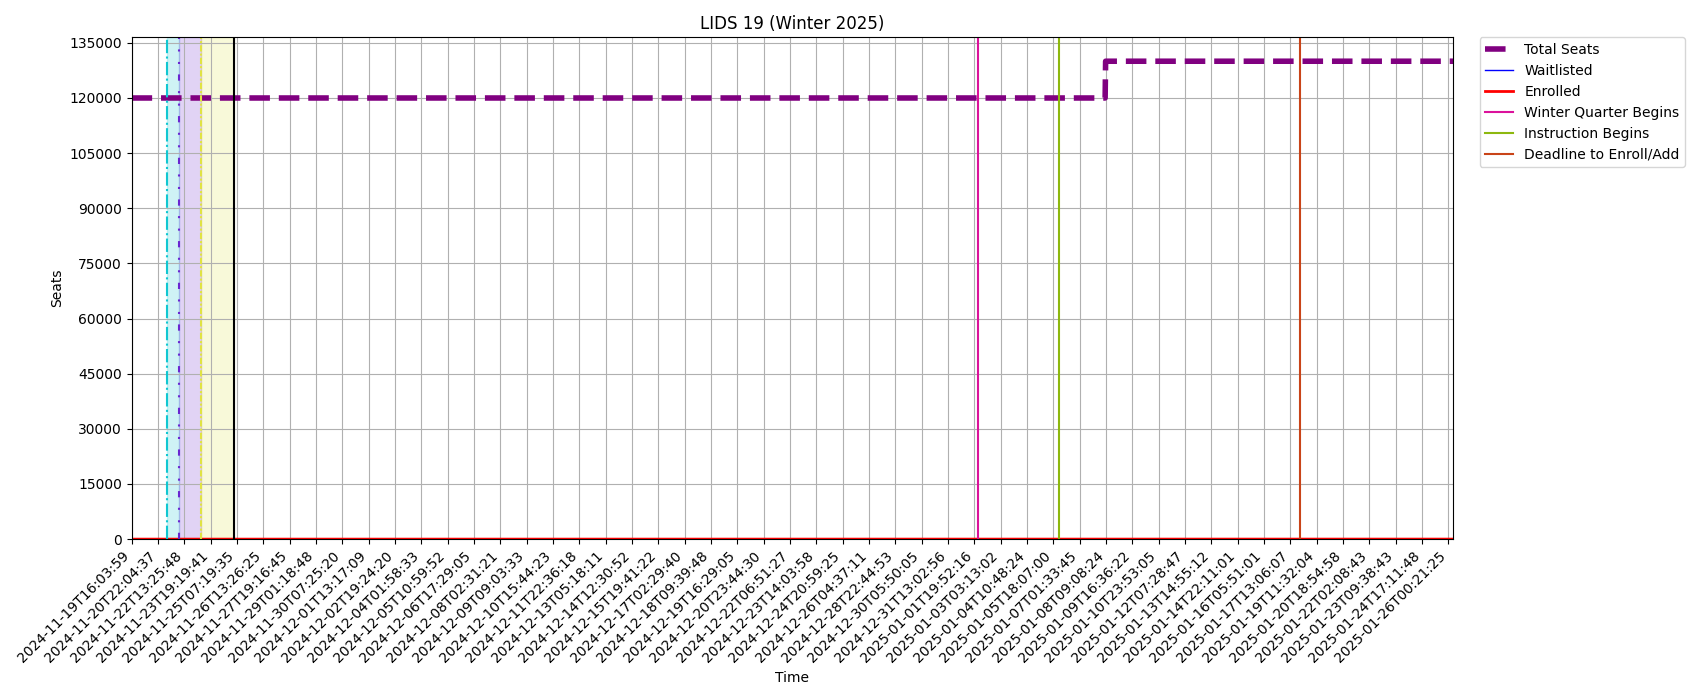 LIDS 19 (Winter 2025)
135000
120000
105000
90000
75000
60000
45000
30000
15000
0
Seats
2024-11-19T16:03:59
2024-11-20T22:04:37
2024-11-22T13:25:48
2024-11-23T19:19:41
2024-11-25T07:19:35
2024-11-26T13:26:25
2024-11-27T19:16:45
2024-11-29T01:18:48
2024-11-30T07:25:20
2024-12-01T13:17:09
2024-12-02T19:24:20
2024-12-04T01:58:33
2024-12-05T10:59:52
2024-12-06T17:29:05
2024-12-08T02:31:21
2024-12-09T09:03:33
2024-12-10T15:44:23
2024-12-11T22:36:18
2024-12-13T05:18:11
2024-12-14T12:30:52
2024-12-15T19:41:22
2024-12-17T02:29:40
2024-12-18T09:39:48
2024-12-19T16:29:05
2024-12-20T23:44:30
2024-12-22T06:51:27
2024-12-23T14:03:58
2024-12-24T20:59:25
2024-12-26T04:37:11
2024-12-28T22:44:53
2024-12-30T05:50:05
2024-12-31T13:02:56
2025-01-01T19:52:16
2025-01-03T03:13:02
2025-01-04T10:48:24
2025-01-05T18:07:00
2025-01-07T01:33:45
2025-01-08T09:08:24
2025-01-09T16:36:22
2025-01-10T23:53:05
2025-01-12T07:28:47
2025-01-13T14:55:12
2025-01-14T22:11:01
2025-01-16T05:51:01
2025-01-17T13:06:07
2025-01-19T11:32:04
2025-01-20T18:54:58
2025-01-22T02:08:43
2025-01-23T09:38:43
2025-01-24T17:11:48
2025-01-26T00:21:25
Time
Total Seats
Waitlisted
Enrolled
Winter Quarter Begins
Instruction Begins
Deadline to Enroll/Add